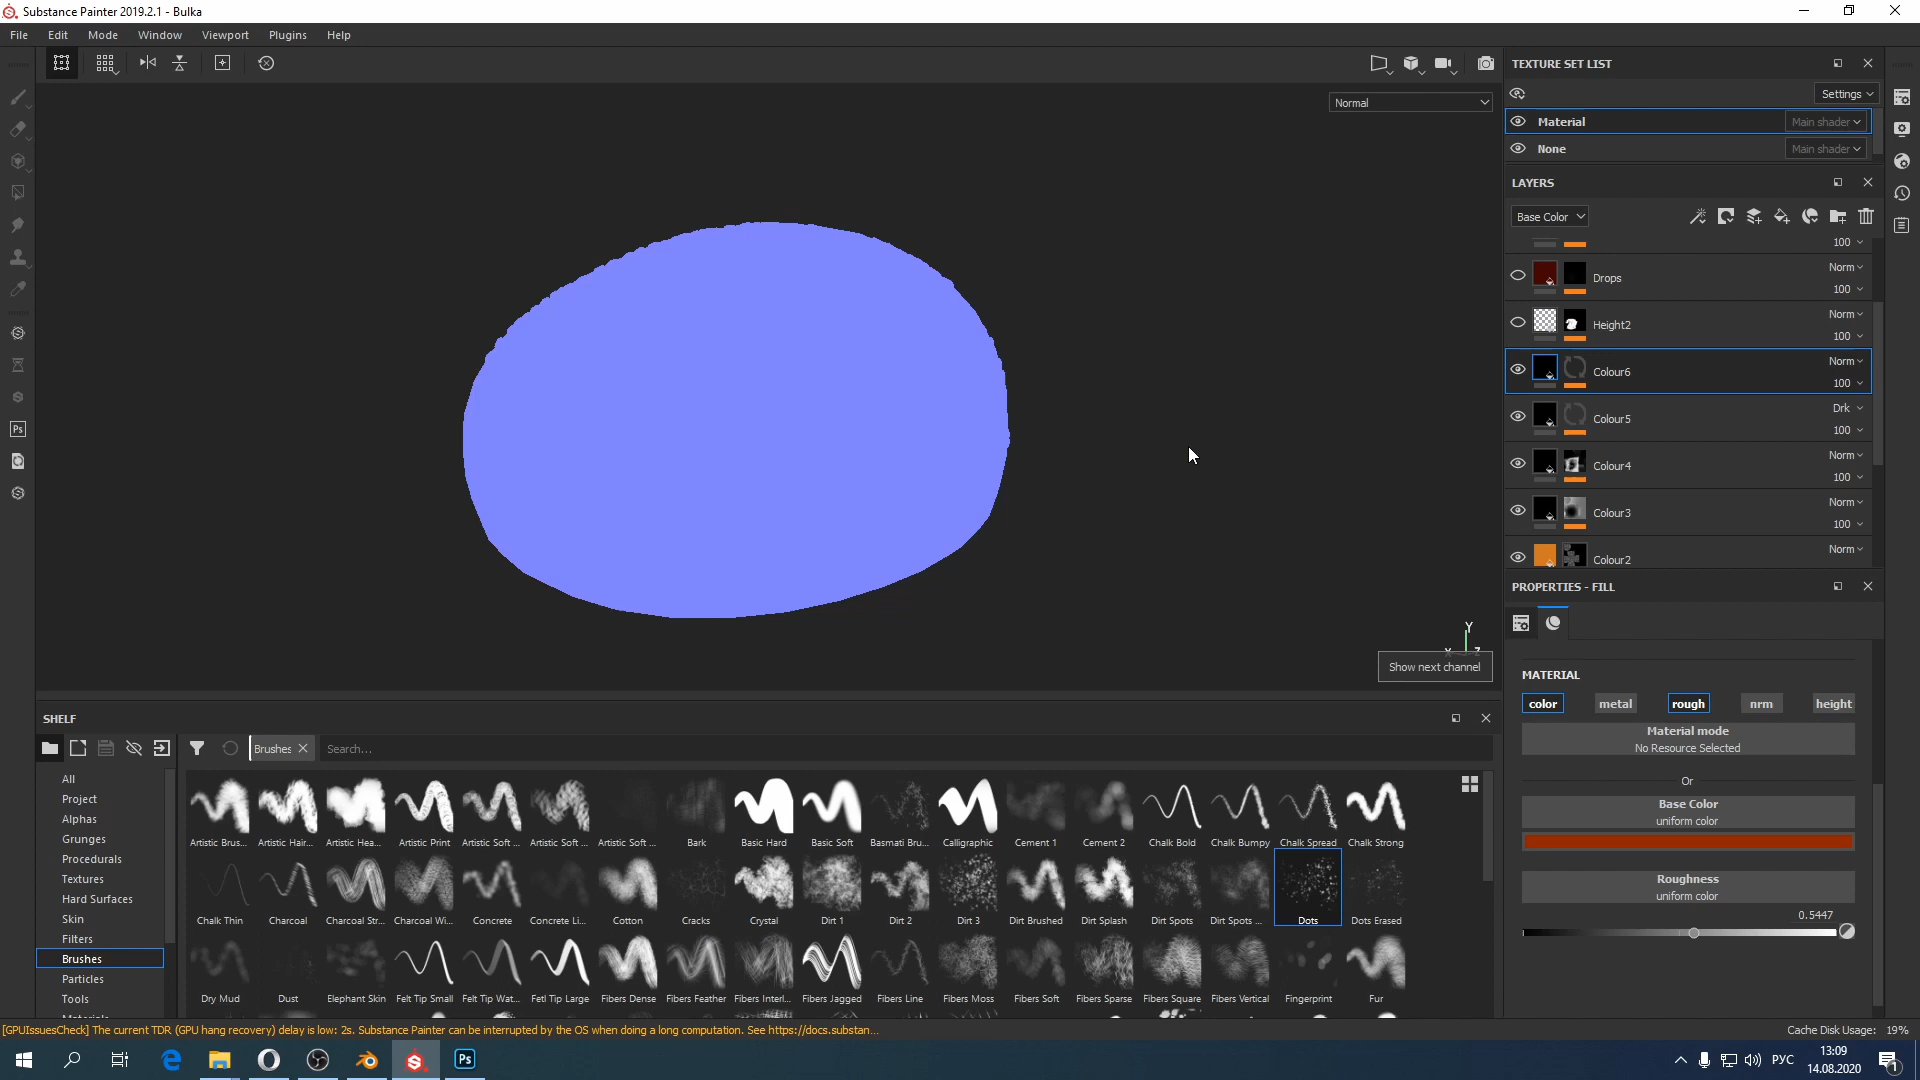 Substance Painter 2019.2.1 - Bulka
File Edit Mode Window Viewport Plugins Help
Normal
Y
Z
Show next channel
TEXTURE SET LIST
Settings
Material Main shader
None Main shader
LAYERS
Base Color
100
Drops Norm
100
Height2 Norm
100
Colour6 Norm
100
Colour5 Drk
100
Colour4 Norm
100
Colour3 Norm
100
Colour2 Norm
PROPERTIES - FILL
MATERIAL
color metal rough nrm height
Material mode
No Resource Selected
Or
Base Color
uniform color
Roughness
uniform color
0.5447
SHELF
Brushes Search...
All
Project
Alphas
Grunges
Procedurals
Textures
Hard Surfaces
Skin
Filters
Brushes
Particles
Tools
Materials
Artistic Brus... Artistic Hair... Artistic Hea... Artistic Print Artistic Soft ... Artistic Soft ... Artistic Soft ... Bark Basic Hard Basic Soft Basmati Bru... Calligraphic Cement 1 Cement 2 Chalk Bold Chalk Bumpy Chalk Spread Chalk Strong
Chalk Thin Charcoal Charcoal Str... Charcoal Wi... Concrete Concrete Li... Cotton Cracks Crystal Dirt 1 Dirt 2 Dirt 3 Dirt Brushed Dirt Splash Dirt Spots Dirt Spots ... Dots Dots Erased
Dry Mud Dust Elephant Skin Felt Tip Small Felt Tip Wat... Fetl Tip Large Fibers Dense Fibers Feather Fibers Interl... Fibers Jagged Fibers Line Fibers Moss Fibers Soft Fibers Sparse Fibers Square Fibers Vertical Fingerprint Fur
[GPUIssuesCheck] The current TDR (GPU hang recovery) delay is low: 2s. Substance Painter can be interrupted by the OS when doing a long computation. See https://docs.substan...
Cache Disk Usage: 19%
Ps
Ps
РУС
13:09
14.08.2020
1